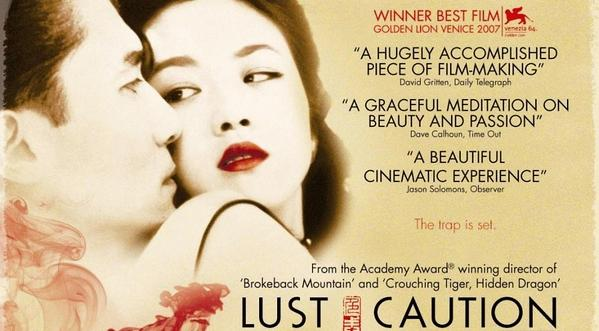 WINNER BEST FILM
GOLDEN LION VENICE 2007
venezia 64.
“A HUGELY ACCOMPLISHED
PIECE OF FILM-MAKING”
David Gritten, Daily Telegraph
“A GRACEFUL MEDITATION ON
BEAUTY AND PASSION”
Dave Calhoun, Time Out
“A BEAUTIFUL
CINEMATIC EXPERIENCE”
Jason Solomons, Observer
The trap is set.
From the Academy Award® winning director of
‘Brokeback Mountain’ and ‘Crouching Tiger, Hidden Dragon’
LUST CAUTION